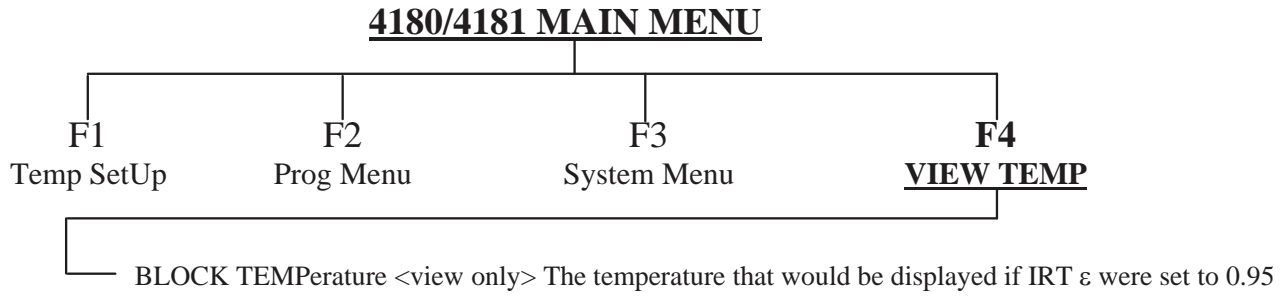 4180/4181 MAIN MENU
F1 F2 F3 F4
Temp SetUp Prog Menu System Menu VIEW TEMP
BLOCK TEMPerature <view only> The temperature that would be displayed if IRT ε were set to 0.95